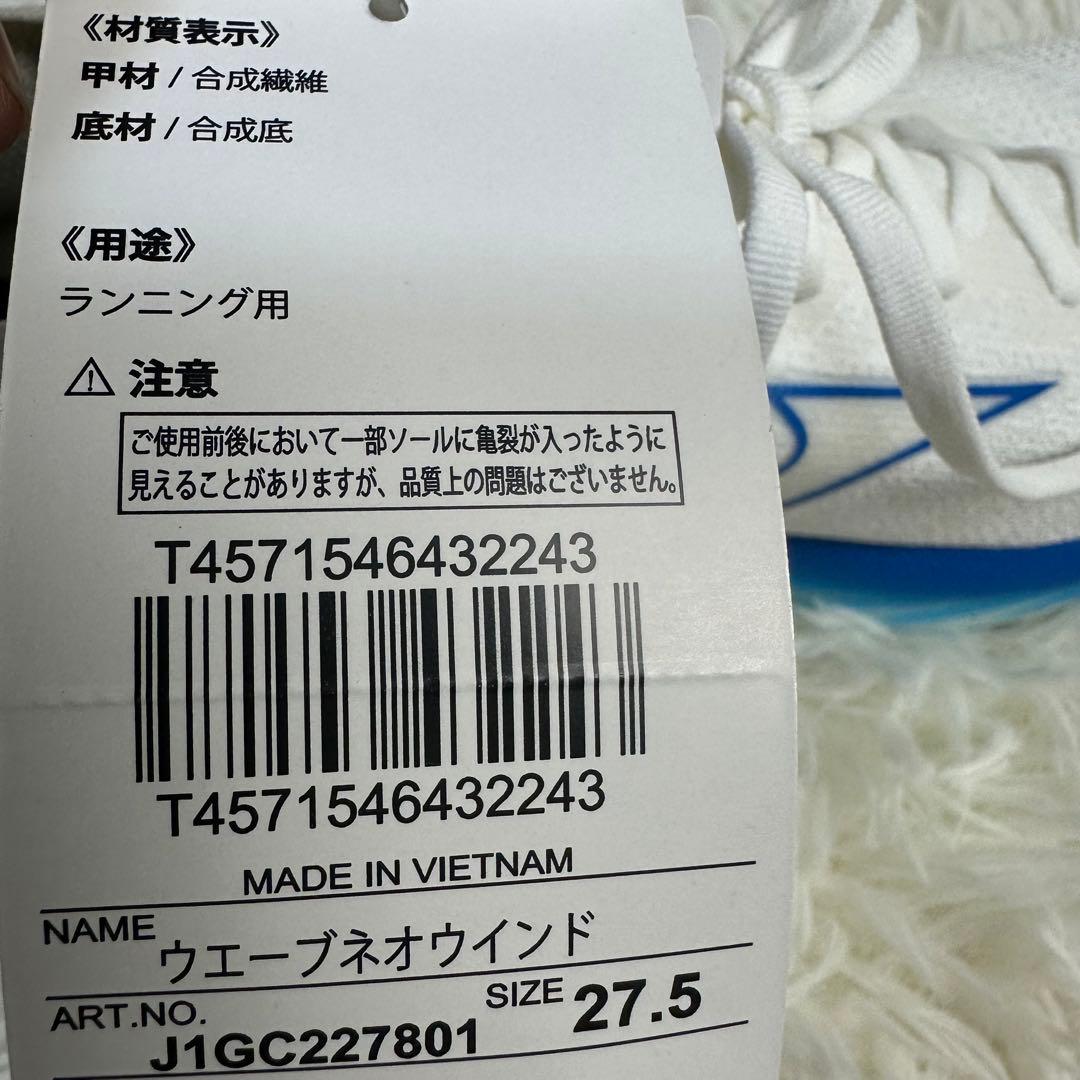 《材質表示》
甲材 / 合成繊維
底材 / 合成底
《用途》
ランニング用
⚠ 注意
ご使用前後において一部ソールに亀裂が入ったように
見えることがありますが、品質上の問題はございません。
T4571546432243
T4571546432243
MADE IN VIETNAM
NAME ウエーブネオウインド
ART.NO. J1GC227801 SIZE 27.5